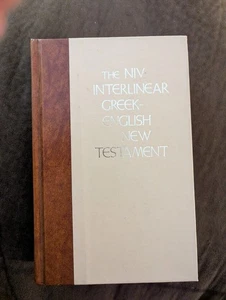 THE NIV
INTERLINEAR
GREEK-
ENGLISH
NEW
TESTAMENT